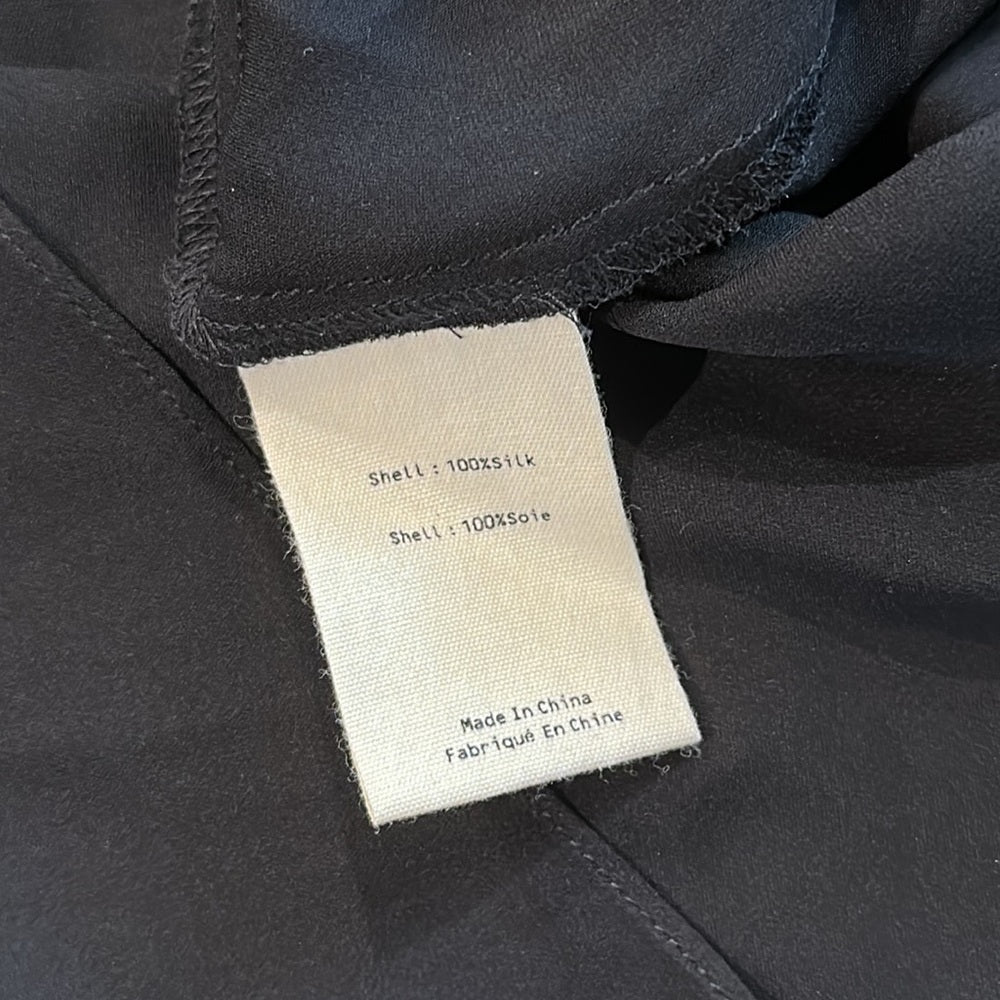 Shell : 100%Silk
Shell : 100%Soie
Made In China
Fabriqué En Chine